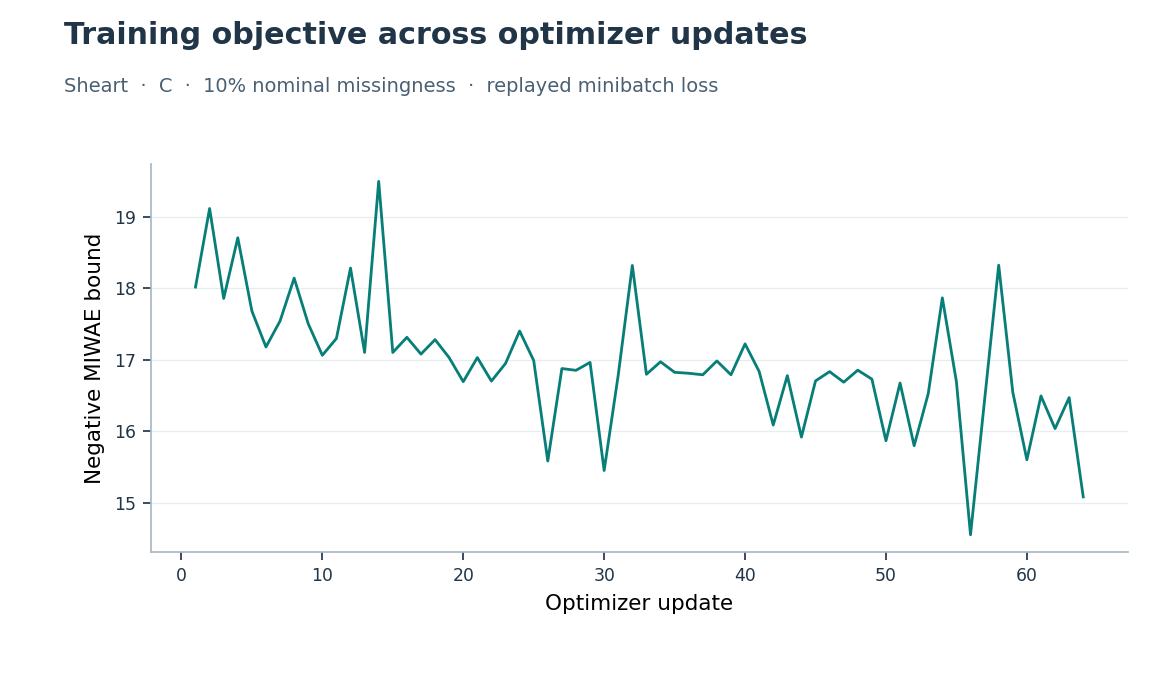 Training objective across optimizer updates
Sheart · C · 10% nominal missingness · replayed minibatch loss
Negative MIWAE bound
19
18
17
16
15
0 10 20 30 40 50 60
Optimizer update